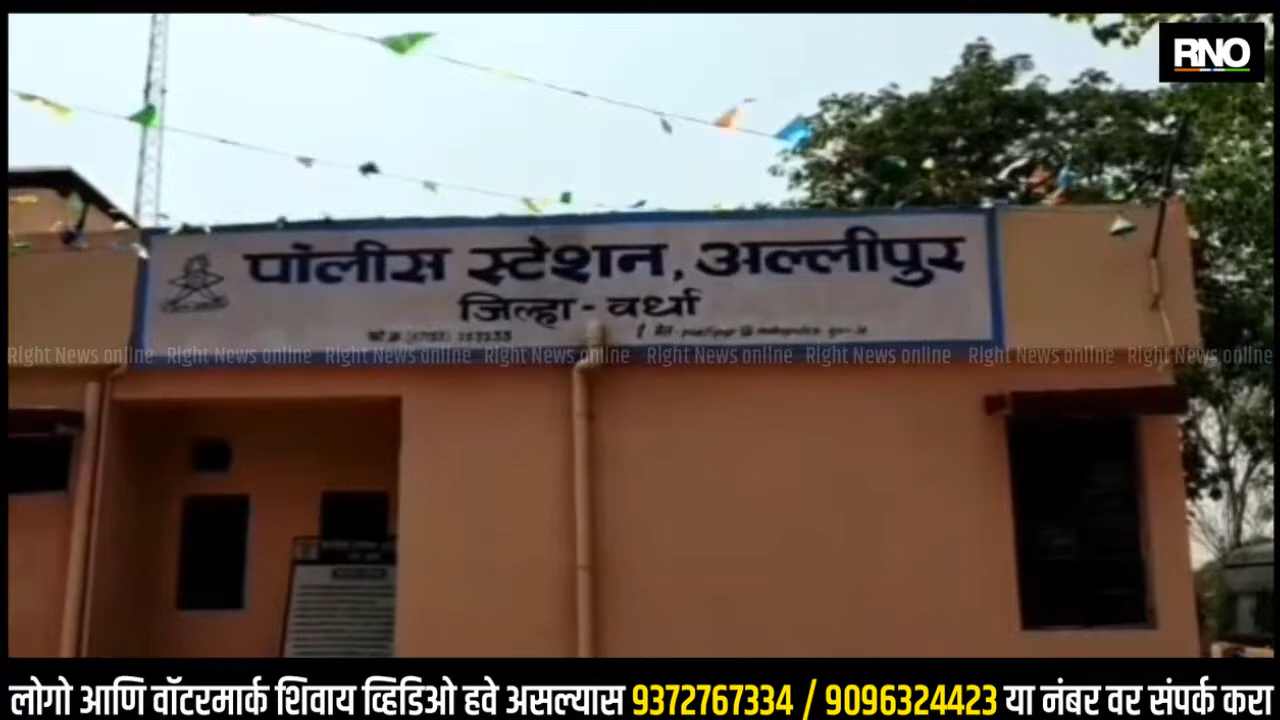 RNO
पोलीस स्टेशन, अल्लीपुर
जिल्हा - वर्धा
Right News online Right News online Right News online Right News online Right News online Right News online Right News online Right News online
लोगो आणि वॉटरमार्क शिवाय व्हिडिओ हवे असल्यास 9372767334 / 9096324423 या नंबर वर संपर्क करा